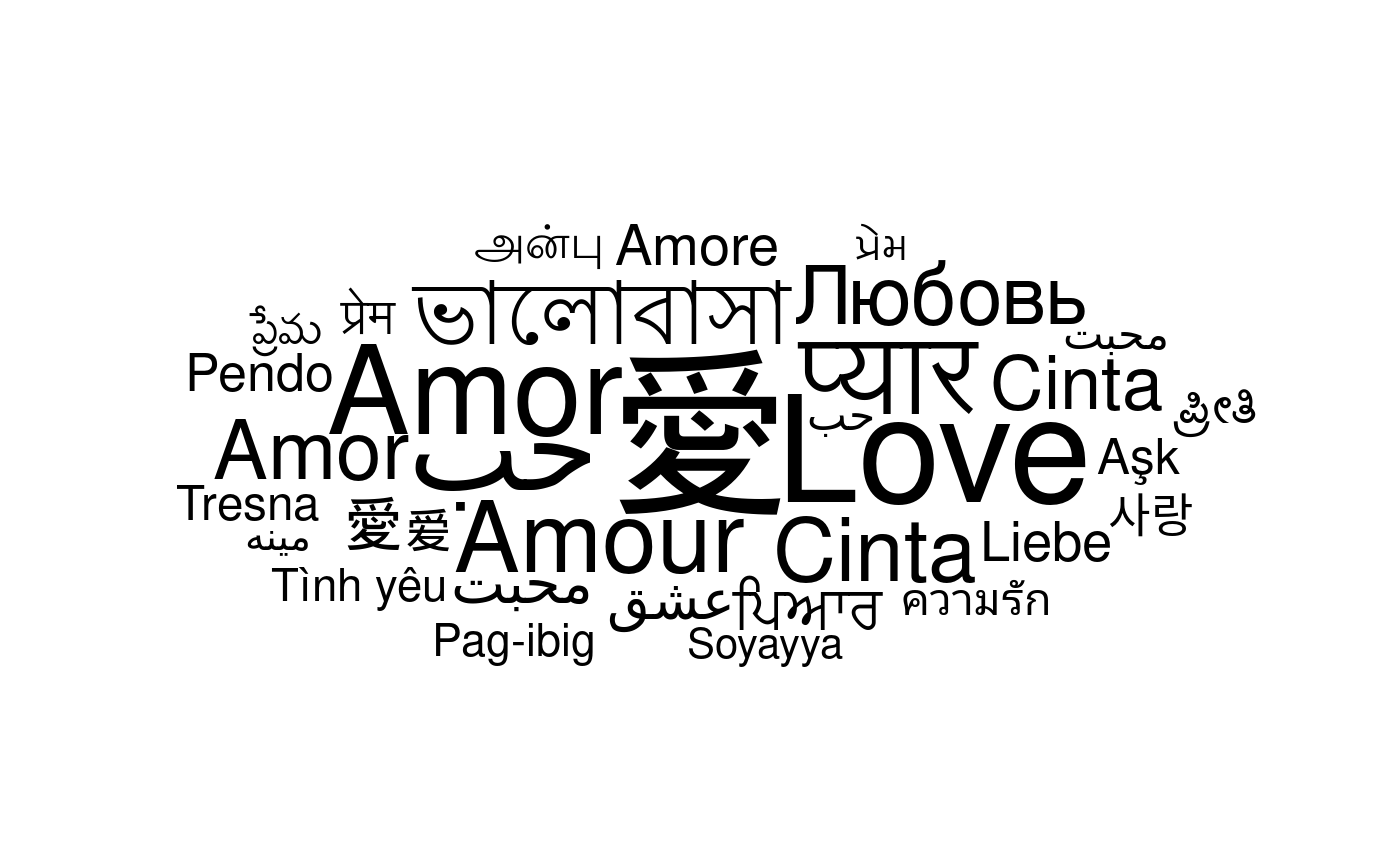 அன்பு Amore પ્રેમ
ప్రేమ प्रेम ভালোবাসা Любовь
محبت
Pendo Amor 愛 प्यार Cinta ಪ್ರೀತಿ
Amor حب Love حب Aşk
Tresna 愛 爱 Amour Cinta Liebe 사랑
مينه
Tình yêu محبت عشق ਪਿਆਰ ความรัก
Pag-ibig Soyayya